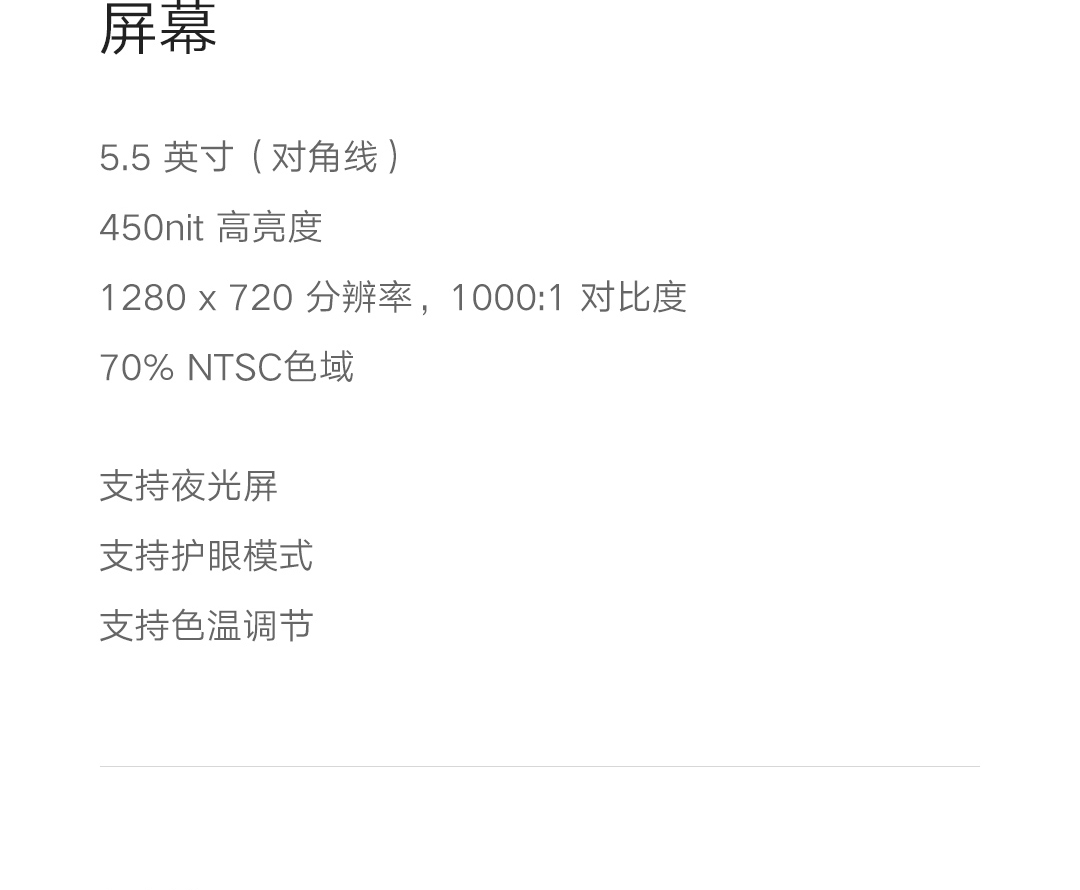 屏幕
5.5 英寸（对角线）
450nit 高亮度
1280 x 720 分辨率，1000:1 对比度
70% NTSC色域
支持夜光屏
支持护眼模式
支持色温调节